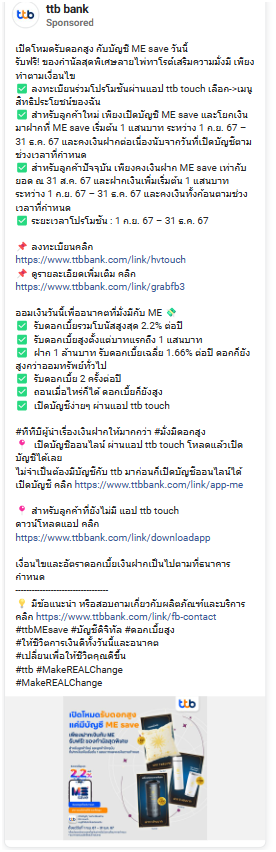 ttb bank
Sponsored
เปิดโหมดรับดอกสูง กับบัญชี ME save วันนี้
รับฟรี! ของกำนัลสุดพิเศษลายไพ่ทาโรต์เสริมความมั่งมี เพียง
ทำตามเงื่อนไข
✅ ลงทะเบียนร่วมโปรโมชันผ่านแอป ttb touch เลือก->เมนู
สิทธิประโยชน์ของฉัน
✅ สำหรับลูกค้าใหม่ เพียงเปิดบัญชี ME save และโยกเงิน
มาฝากที่ ME save เริ่มต้น 1 แสนบาท ระหว่าง 1 ก.ย. 67 –
31 ธ.ค. 67 และคงเงินฝากต่อเนื่องนับจากวันที่เปิดบัญชีตาม
ช่วงเวลาที่กำหนด
✅ สำหรับลูกค้าปัจจุบัน เพียงคงเงินฝาก ME save เท่ากับ
ยอด ณ 31 ส.ค. 67 และฝากเงินเพิ่มเริ่มต้น 1 แสนบาท
ระหว่าง 1 ก.ย. 67 – 31 ธ.ค. 67 และคงเงินทั้งก้อนตามช่วง
เวลาที่กำหนด
✅ ระยะเวลาโปรโมชัน : 1 ก.ย. 67 – 31 ธ.ค. 67
📌 ลงทะเบียนคลิก
https://www.ttbbank.com/link/hvtouch
📌 ดูรายละเอียดเพิ่มเติม คลิก
https://www.ttbbank.com/link/grabfb3
ออมเงินวันนี้เพื่ออนาคตที่มั่งมีกับ ME 💸
✅ รับดอกเบี้ยรวมโบนัสสูงสุด 2.2% ต่อปี
✅ รับดอกเบี้ยสูงตั้งแต่บาทแรกถึง 1 แสนบาท
✅ ฝาก 1 ล้านบาท รับดอกเบี้ยเฉลี่ย 1.66% ต่อปี ดอกก็ยัง
สูงกว่าออมทรัพย์ทั่วไป
✅ รับดอกเบี้ย 2 ครั้งต่อปี
✅ ถอนเมื่อไหร่ก็ได้ ดอกเบี้ยก็ยังสูง
✅ เปิดบัญชีง่ายๆ ผ่านแอป ttb touch
#ทีทีบีผู้นำเรื่องเงินฝากให้มากกว่า #มั่งมีดอกสูง
📍 เปิดบัญชีออนไลน์ ผ่านแอป ttb touch โหลดแล้วเปิด
บัญชีได้เลย
ไม่จำเป็นต้องมีบัญชีกับ ttb มาก่อนก็เปิดบัญชีออนไลน์ได้
เปิดบัญชี คลิก https://www.ttbbank.com/link/app-me
📍 สำหรับลูกค้าที่ยังไม่มี แอป ttb touch
ดาวน์โหลดแอป คลิก
https://www.ttbbank.com/link/downloadapp
เงื่อนไขและอัตราดอกเบี้ยเงินฝากเป็นไปตามที่ธนาคาร
กำหนด
--------------------------------
💡 มีข้อแนะนำ หรือสอบถามเกี่ยวกับผลิตภัณฑ์และบริการ
คลิก https://www.ttbbank.com/link/fb-contact
#ttbMEsave #บัญชีดิจิทัล #ดอกเบี้ยสูง
#ให้ชีวิตการเงินดีทั้งวันนี้และอนาคต
#เปลี่ยนเพื่อให้ชีวิตคุณดีขึ้น
#ttb #MakeREALChange
#MakeREALChange
ttb
เปิดโหมดรับดอกสูง
แค่มีบัญชี ME save
2.2%
ME
ttb